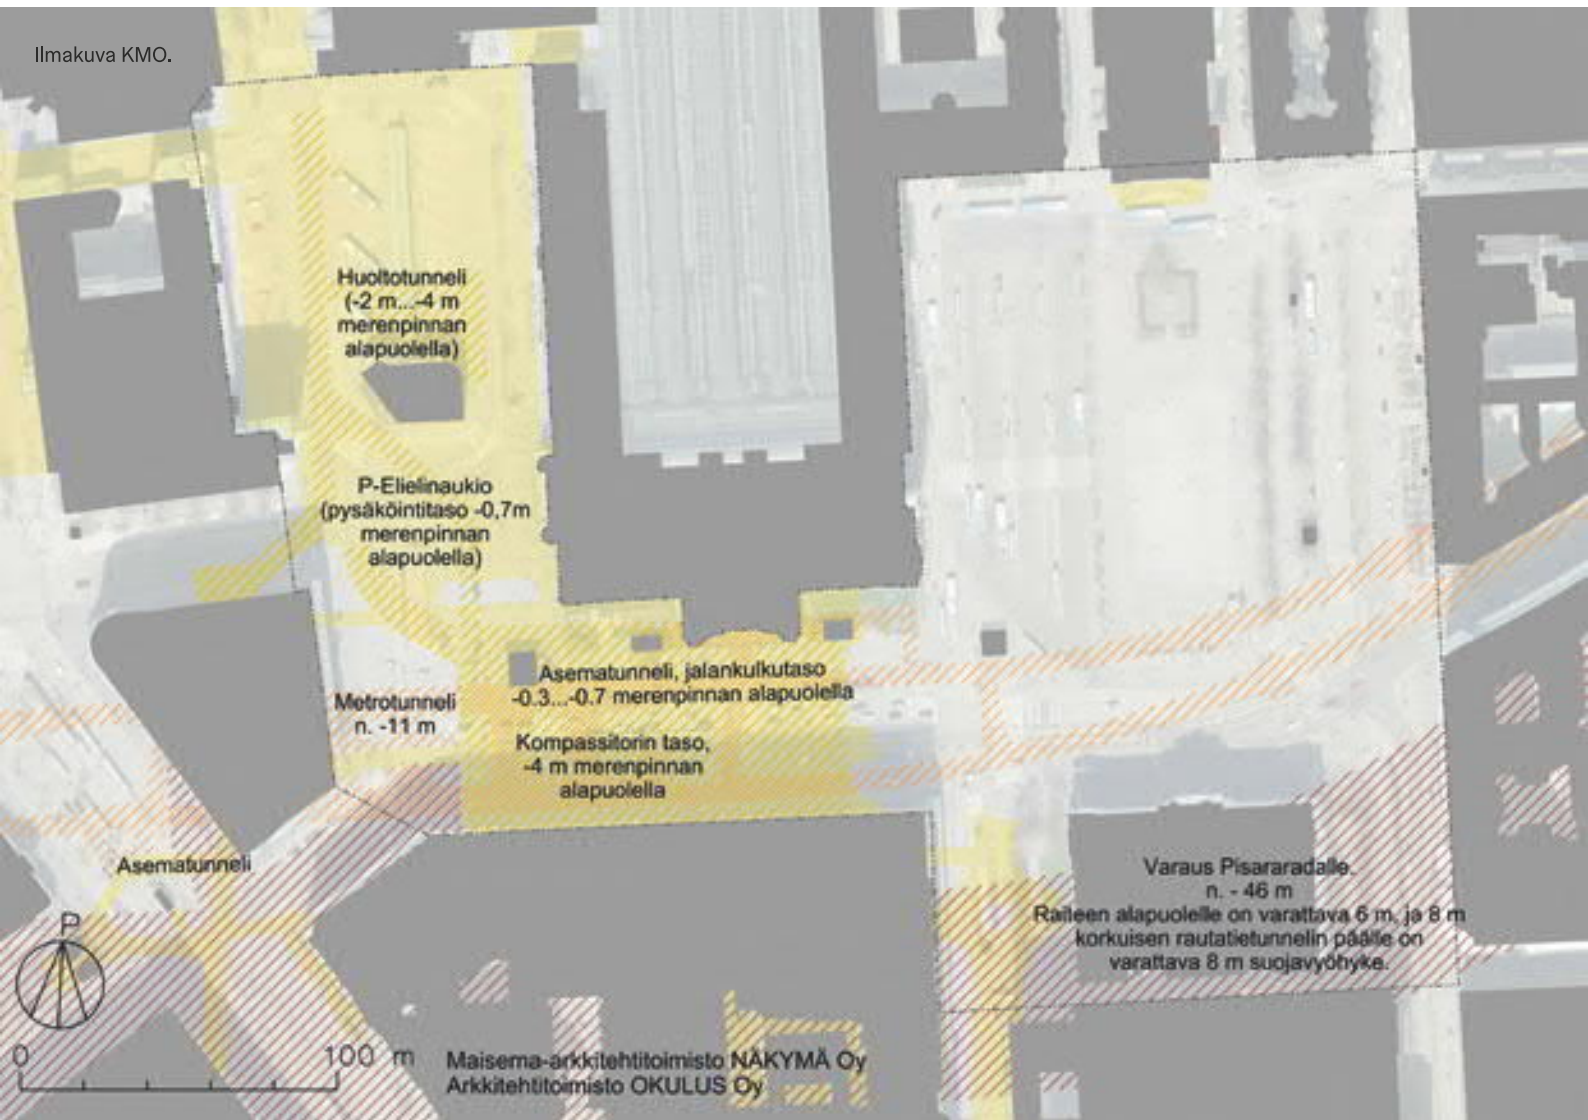 Ilmakuva KMO.
Huoltotunneli
(-2 m...-4 m
merenpinnan
alapuolella)
P-Elielinaukio
(pysäköintitaso -0,7m
merenpinnan
alapuolella)
Asematunneli, jalankulkutaso
-0.3...-0.7 merenpinnan alapuolella
Metrotunneli
n. -11 m
Kompassitorin taso,
-4 m merenpinnan
alapuolella
Asematunneli
Varaus Pisararadalle.
n. - 46 m
Raiteen alapuolelle on varattava 6 m, ja 8 m
korkuisen rautatietunnelin päälle on
varattava 8 m suojavyöhyke.
P
0 100 m
Maisema-arkkitehtitoimisto NÄKYMÄ Oy
Arkkitehtitoimisto OKULUS Oy